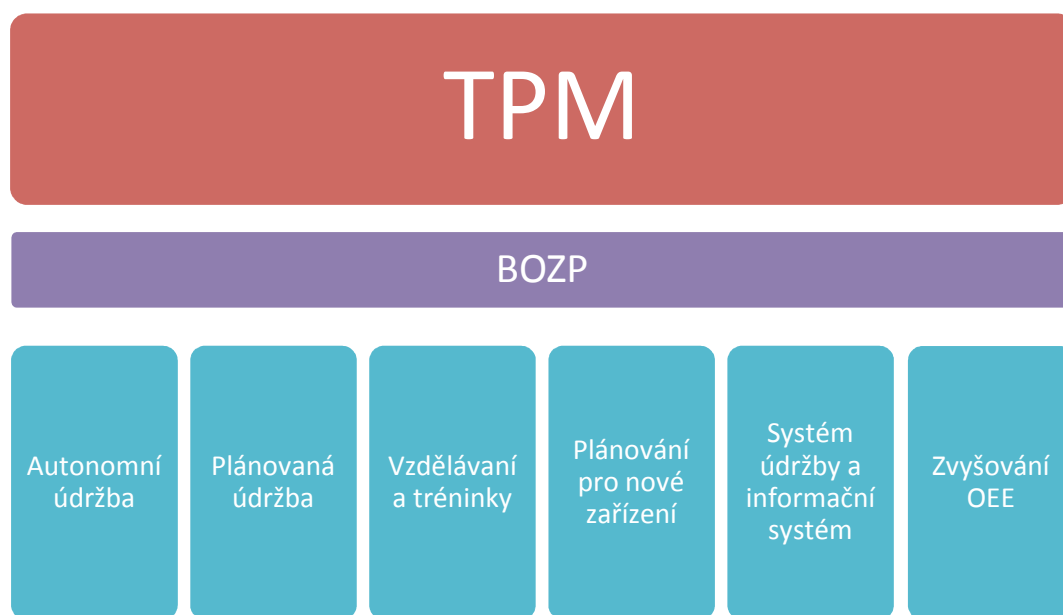 TPM
BOZP
Autonomní
údržba
Plánovaná
údržba
Vzdělávaní
a tréninky
Plánování
pro nové
zařízení
Systém
údržby a
informační
systém
Zvyšování
OEE